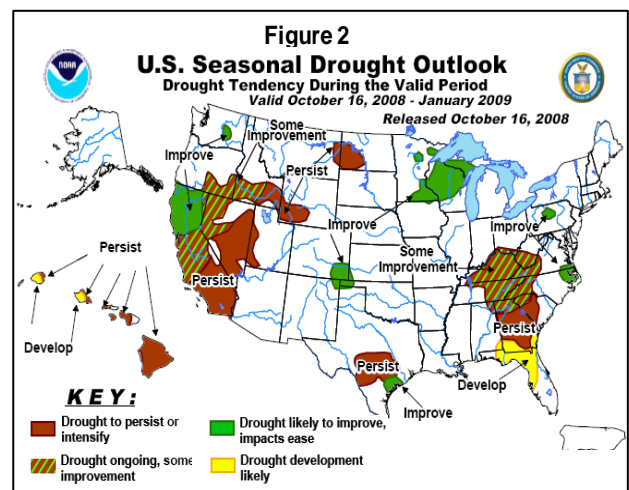 Figure 2
U.S. Seasonal Drought Outlook
Drought Tendency During the Valid Period
Valid October 16, 2008 - January 2009
Released October 16, 2008
NOAA
Some
Improvement
Improve
Persist
Improve
Improve
Some
Improvement
Persist
Persist
Persist
Persist
Develop
Develop
Improve
KEY:
Drought to persist or
intensify
Drought ongoing, some
improvement
Drought likely to improve,
impacts ease
Drought development
likely